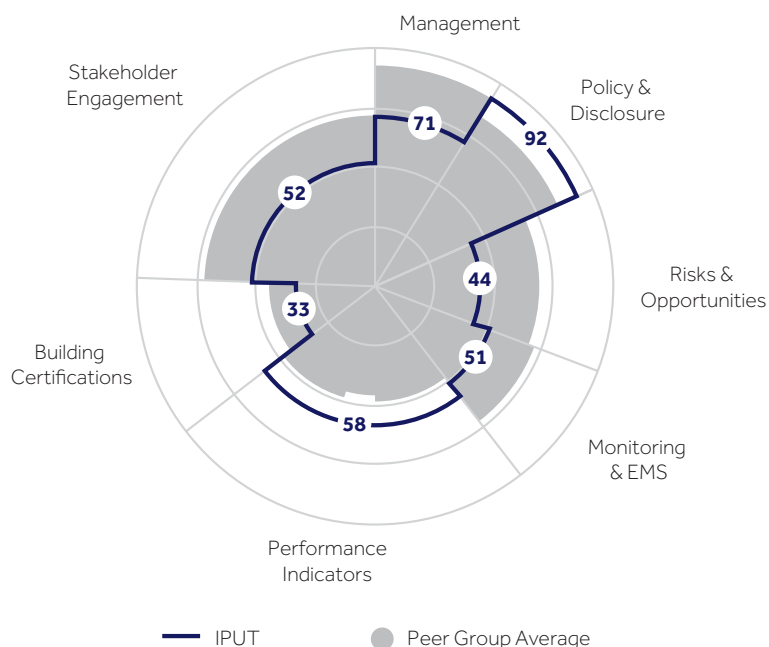 Management
Stakeholder
Engagement
Policy &
Disclosure
71
92
52
44
Risks &
Opportunities
33
51
Building
Certifications
58
Monitoring
& EMS
Performance
Indicators
IPUT
Peer Group Average